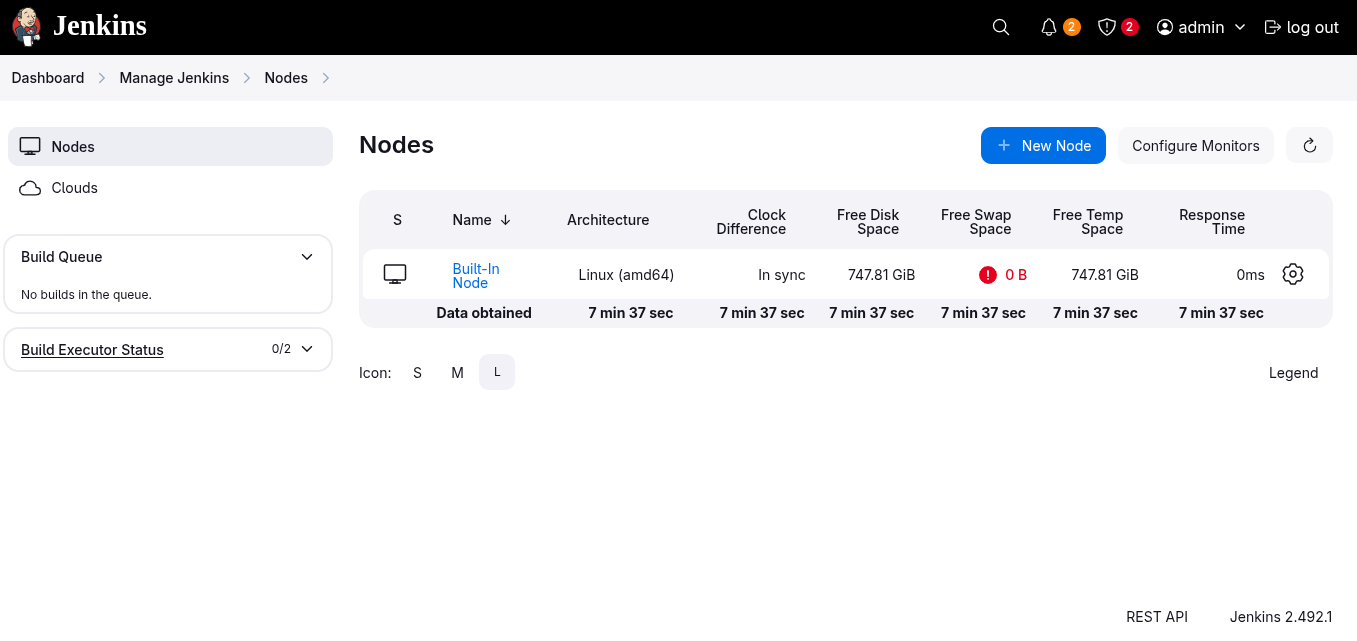 Jenkins
2
2
admin
log out
Dashboard
Manage Jenkins
Nodes
Nodes
Clouds
Build Queue
No builds in the queue.
Build Executor Status
0/2
Nodes
New Node
Configure Monitors
S
Name ↓
Architecture
Clock
Difference
Free Disk
Space
Free Swap
Space
Free Temp
Space
Response
Time
Built-In
Node
Linux (amd64)
In sync
747.81 GiB
0 B
747.81 GiB
0ms
Data obtained
7 min 37 sec
7 min 37 sec
7 min 37 sec
7 min 37 sec
7 min 37 sec
7 min 37 sec
Icon:
S
M
L
Legend
REST API
Jenkins 2.492.1